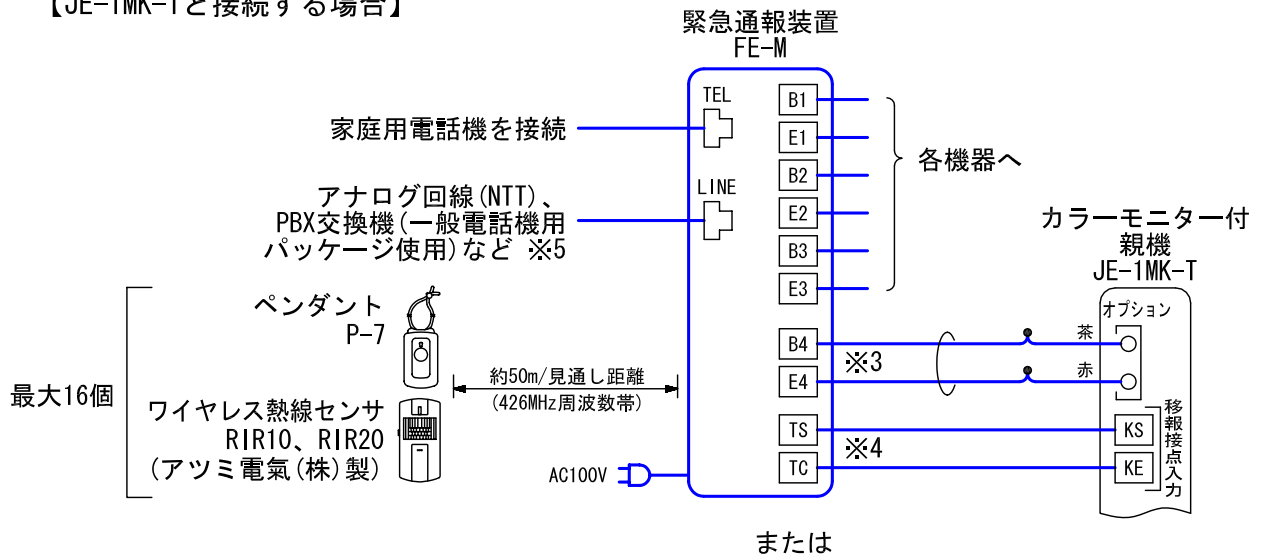 【JE-1MK-Tと接続する場合】
緊急通報装置
FE-M
TEL
家庭用電話機を接続
LINE
アナログ回線(NTT)、
PBX交換機(一般電話機用
パッケージ使用)など ※5
B1
E1
B2
E2
B3
E3
各機器へ
カラーモニター付
親機
JE-1MK-T
オプション
B4
※3
E4
茶
赤
TS
※4
TC
KS
KE
移報接点入力
最大16個
ペンダント
P-7
ワイヤレス熱線センサ
RIR10、RIR20
(アツミ電氣(株)製)
約50m/見通し距離
(426MHz周波数帯)
AC100V
または